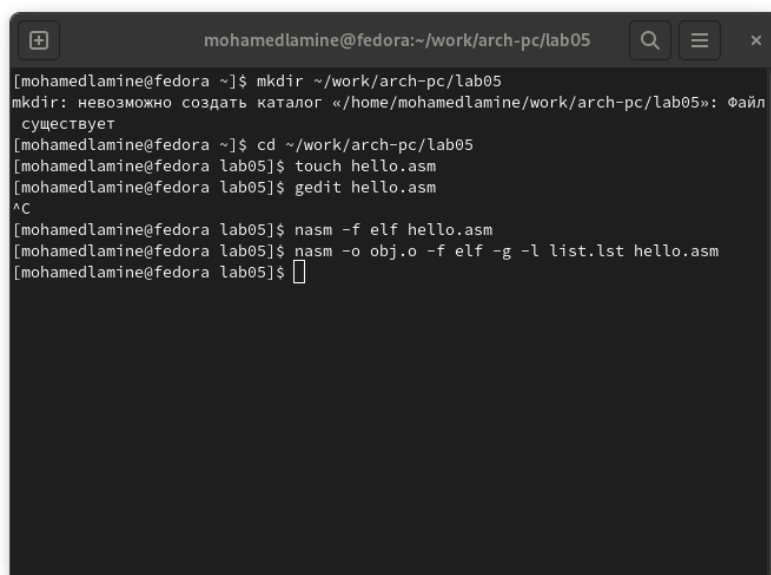 mohamedlamine@fedora:~/work/arch-pc/lab05
[mohamedlamine@fedora ~]$ mkdir ~/work/arch-pc/lab05
mkdir: невозможно создать каталог «/home/mohamedlamine/work/arch-pc/lab05»: Файл
существует
[mohamedlamine@fedora ~]$ cd ~/work/arch-pc/lab05
[mohamedlamine@fedora lab05]$ touch hello.asm
[mohamedlamine@fedora lab05]$ gedit hello.asm
^C
[mohamedlamine@fedora lab05]$ nasm -f elf hello.asm
[mohamedlamine@fedora lab05]$ nasm -o obj.o -f elf -g -l list.lst hello.asm
[mohamedlamine@fedora lab05]$